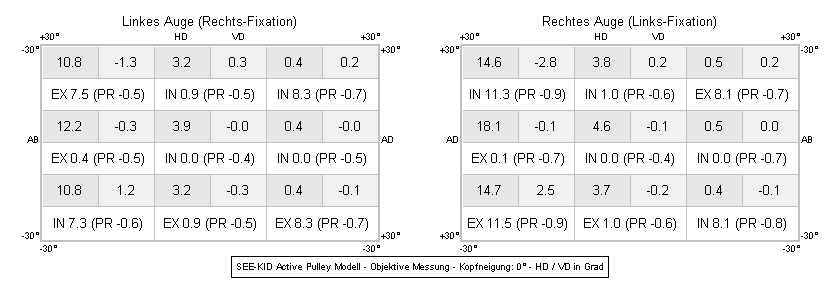 Linkes Auge (Rechts-Fixation)
+30° HD VD +30°
-30° -30°
10.8 -1.3 3.2 0.3 0.4 0.2
EX 7.5 (PR -0.5) IN 0.9 (PR -0.5) IN 8.3 (PR -0.7)
12.2 -0.3 3.9 -0.0 0.4 -0.0
AB AD
EX 0.4 (PR -0.5) IN 0.0 (PR -0.4) IN 0.0 (PR -0.5)
10.8 1.2 3.2 -0.3 0.4 -0.1
IN 7.3 (PR -0.6) EX 0.9 (PR -0.5) EX 8.3 (PR -0.7)
-30° +30°
-30° -30°
Rechtes Auge (Links-Fixation)
+30° HD VD +30°
+30° -30°
14.6 -2.8 3.8 0.2 0.5 0.2
IN 11.3 (PR -0.9) IN 1.0 (PR -0.6) EX 8.1 (PR -0.7)
18.1 -0.1 4.6 -0.1 0.5 0.0
AD AB
EX 0.1 (PR -0.7) IN 0.0 (PR -0.4) IN 0.0 (PR -0.7)
14.7 2.5 3.7 -0.2 0.4 -0.1
EX 11.5 (PR -0.9) EX 1.0 (PR -0.6) IN 8.1 (PR -0.8)
+30° -30°
-30° -30°
SEE-KID Active Pulley Modell - Objektive Messung - Kopfneigung: 0° - HD / VD in Grad